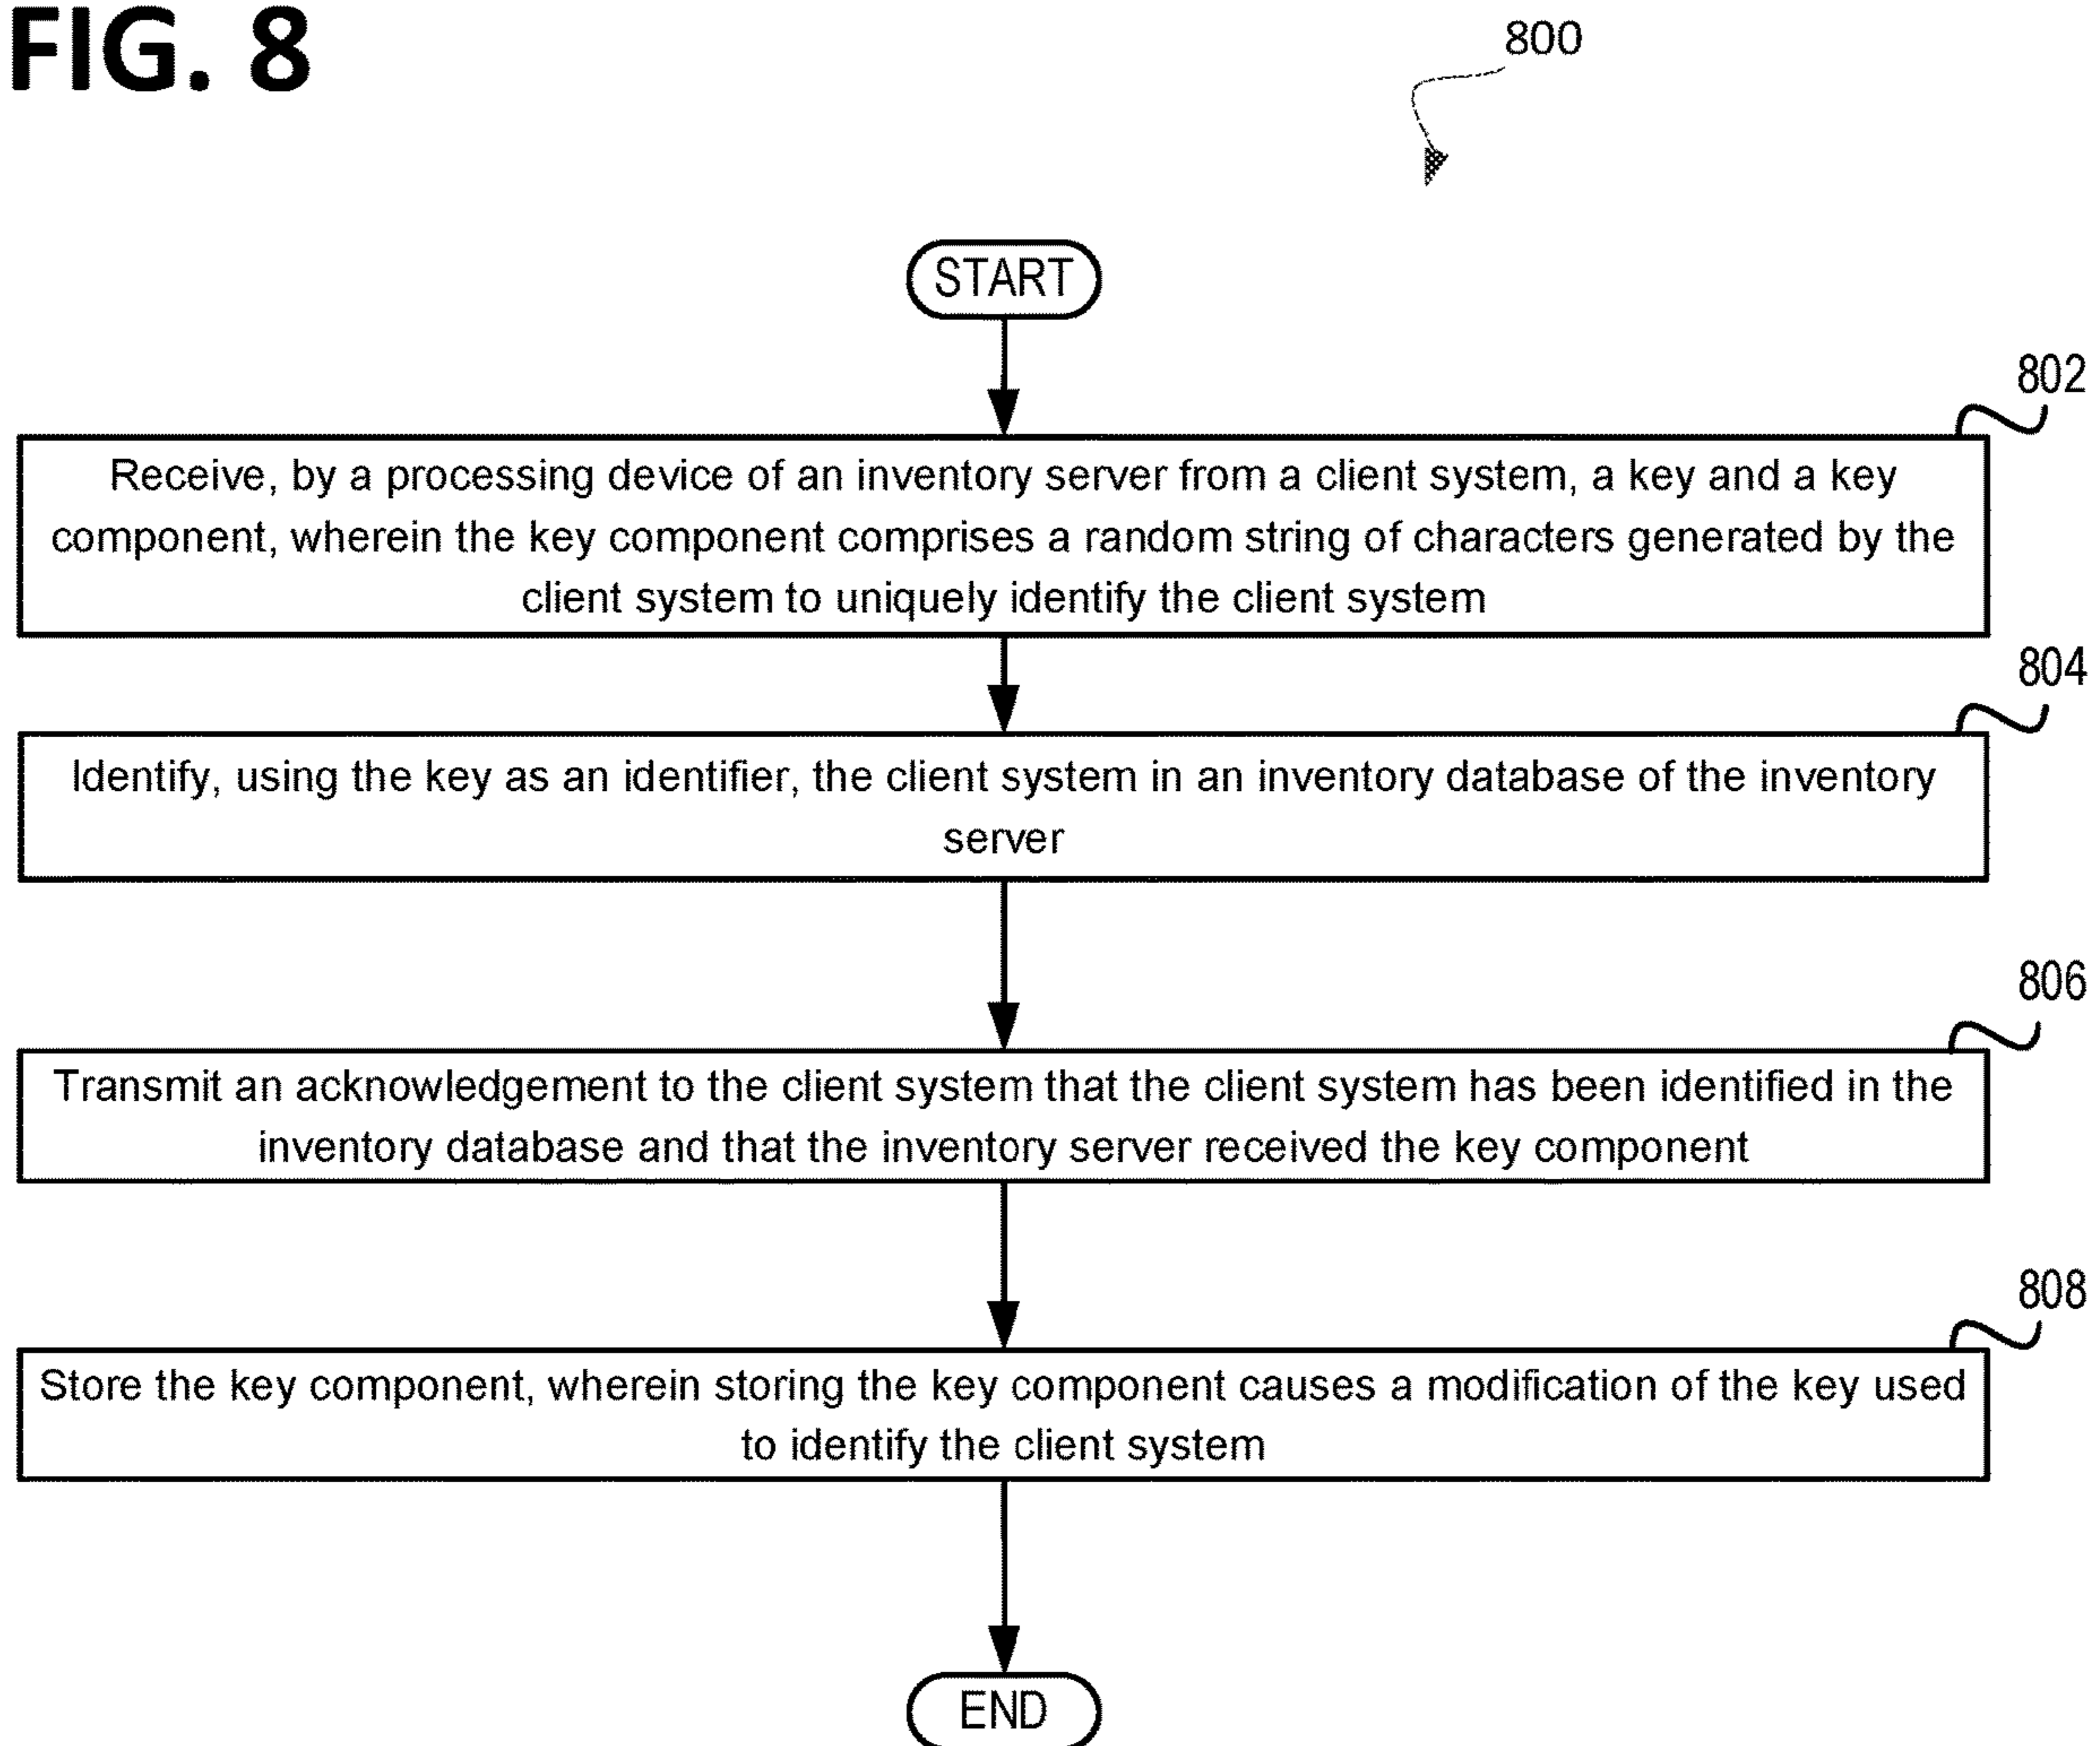 FIG. 8
800
START
802
Receive, by a processing device of an inventory server from a client system, a key and a key
component, wherein the key component comprises a random string of characters generated by the
client system to uniquely identify the client system
804
Identify, using the key as an identifier, the client system in an inventory database of the inventory
server
806
Transmit an acknowledgement to the client system that the client system has been identified in the
inventory database and that the inventory server received the key component
808
Store the key component, wherein storing the key component causes a modification of the key used
to identify the client system
END